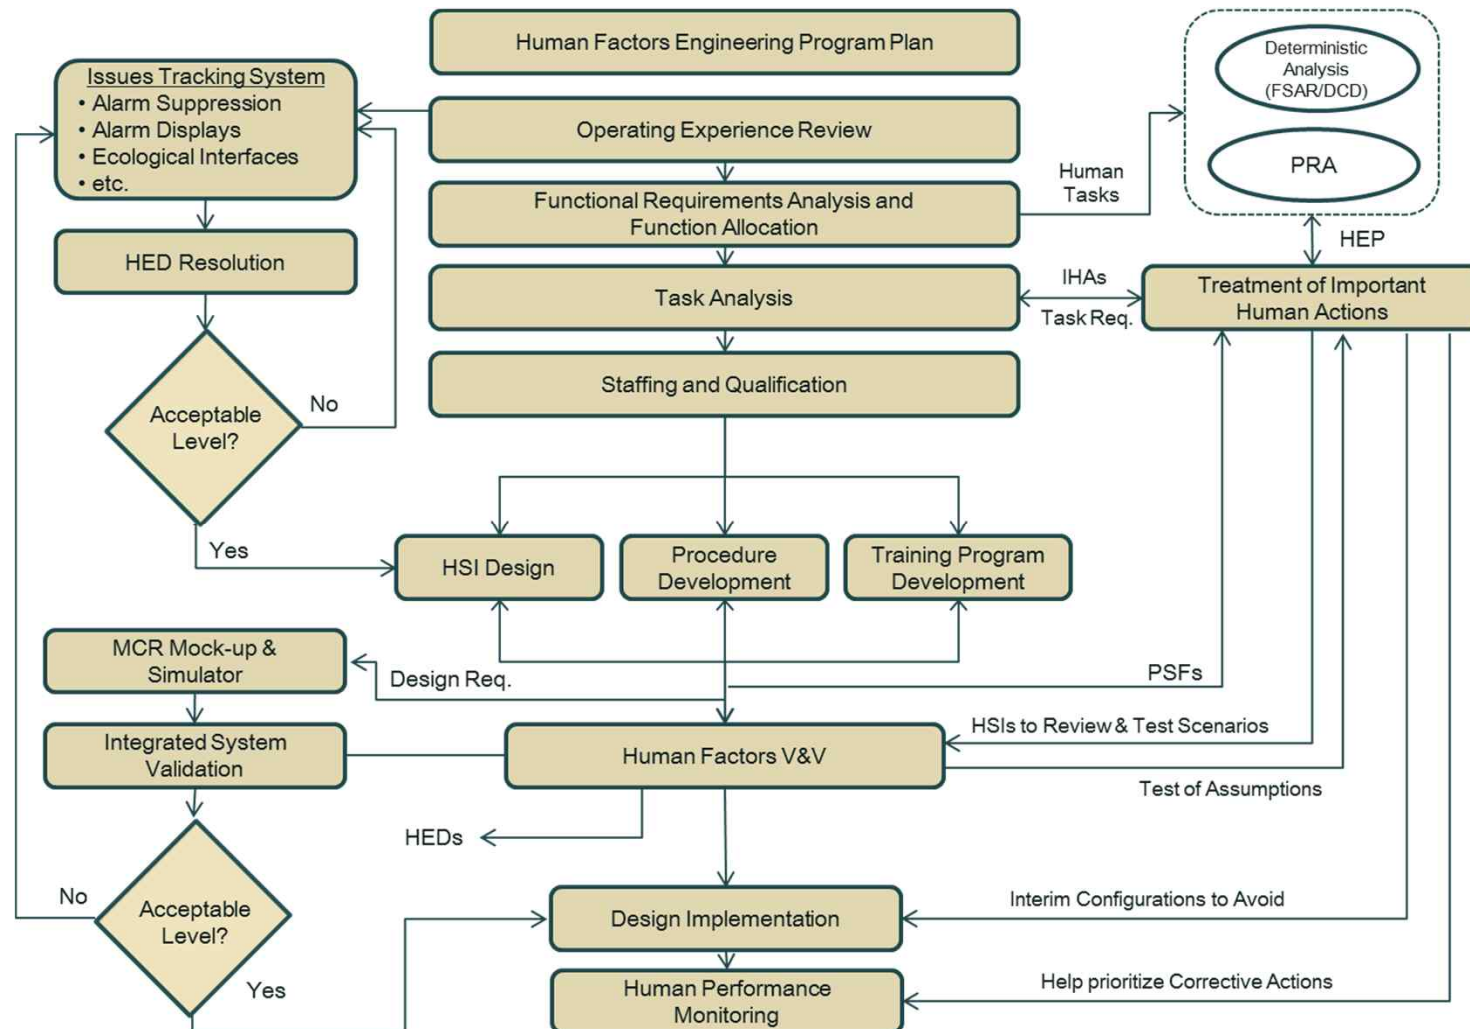 Human Factors Engineering Program Plan
Deterministic
Analysis
(FSAR/DCD)
PRA
Issues Tracking System
• Alarm Suppression
• Alarm Displays
• Ecological Interfaces
• etc.
Operating Experience Review
Human
Tasks
Functional Requirements Analysis and
Function Allocation
HEP
HED Resolution
Task Analysis
IHAs
Task Req.
Treatment of Important
Human Actions
Staffing and Qualification
Acceptable
Level?
No
Yes
HSI Design
Procedure
Development
Training Program
Development
MCR Mock-up &
Simulator
Design Req.
PSFs
Integrated System
Validation
Human Factors V&V
HSIs to Review & Test Scenarios
Test of Assumptions
HEDs
No
Acceptable
Level?
Yes
Design Implementation
Interim Configurations to Avoid
Human Performance
Monitoring
Help prioritize Corrective Actions